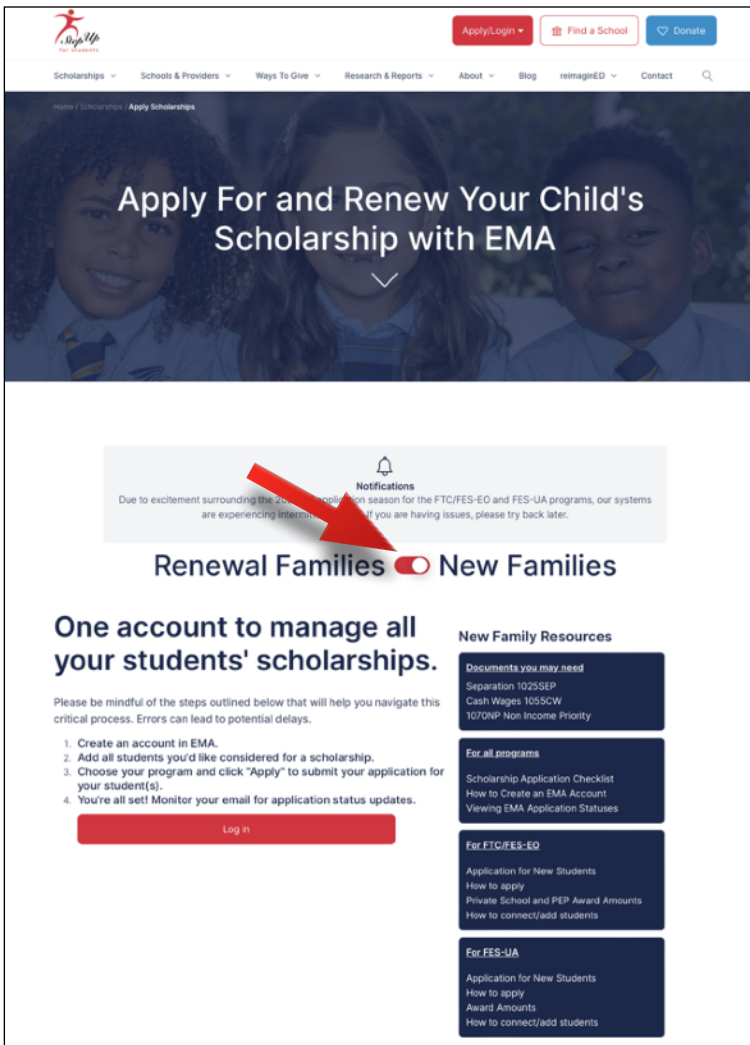 Step Up
for students
Apply/Login
Find a School
Donate
Scholarships
Schools & Providers
Ways To Give
Research & Reports
About
Blog
reimaginED
Contact
Home / Scholarships / Apply Scholarships
Apply For and Renew Your Child's
Scholarship with EMA
Notifications
Due to excitement surrounding the application season for the FTC/FES-EO and FES-UA programs, our systems
are experiencing If you are having issues, please try back later.
Renewal Families New Families
One account to manage all
your students' scholarships.
Please be mindful of the steps outlined below that will help you navigate this
critical process. Errors can lead to potential delays.
1. Create an account in EMA.
2. Add all students you'd like considered for a scholarship.
3. Choose your program and click "Apply" to submit your application for
your student(s).
4. You're all set! Monitor your email for application status updates.
Log in
New Family Resources
Documents you may need
Separation 1025SEP
Cash Wages 1055CW
1070NP Non Income Priority
For all programs
Scholarship Application Checklist
How to Create an EMA Account
Viewing EMA Application Statuses
For FTC/FES-EO
Application for New Students
How to apply
Private School and PEP Award Amounts
How to connect/add students
For FES-UA
Application for New Students
How to apply
Award Amounts
How to connect/add students